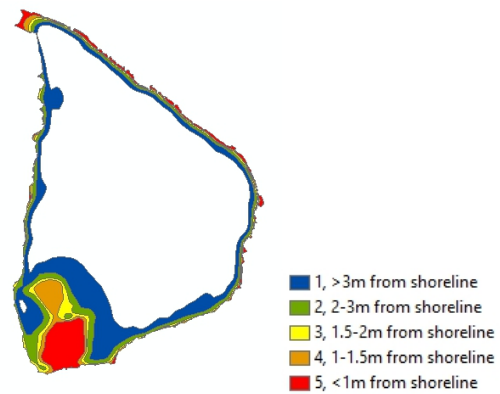 1, >3m from shoreline
2, 2-3m from shoreline
3, 1.5-2m from shoreline
4, 1-1.5m from shoreline
5, <1m from shoreline